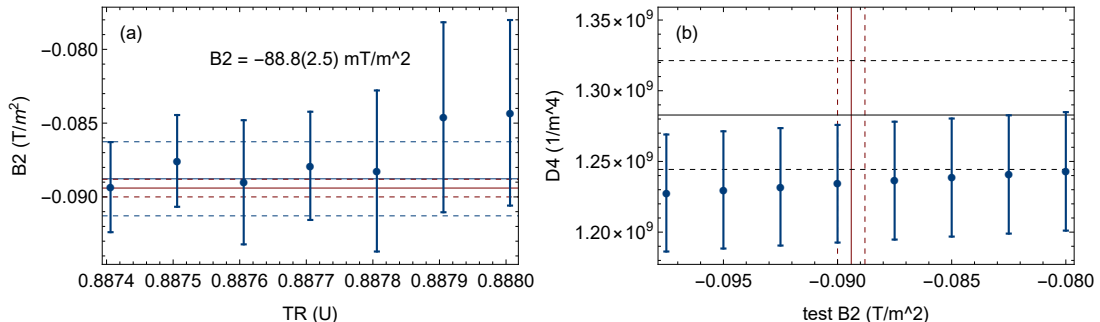 (a)
B2 = −88.8(2.5) mT/m^2
B2 (T/m²)
−0.080
−0.085
−0.090
0.8874 0.8875 0.8876 0.8877 0.8878 0.8879 0.8880
TR (U)
(b)
D4 (1/m^4)
1.35×10⁹
1.30×10⁹
1.25×10⁹
1.20×10⁹
−0.095 −0.090 −0.085 −0.080
test B2 (T/m^2)